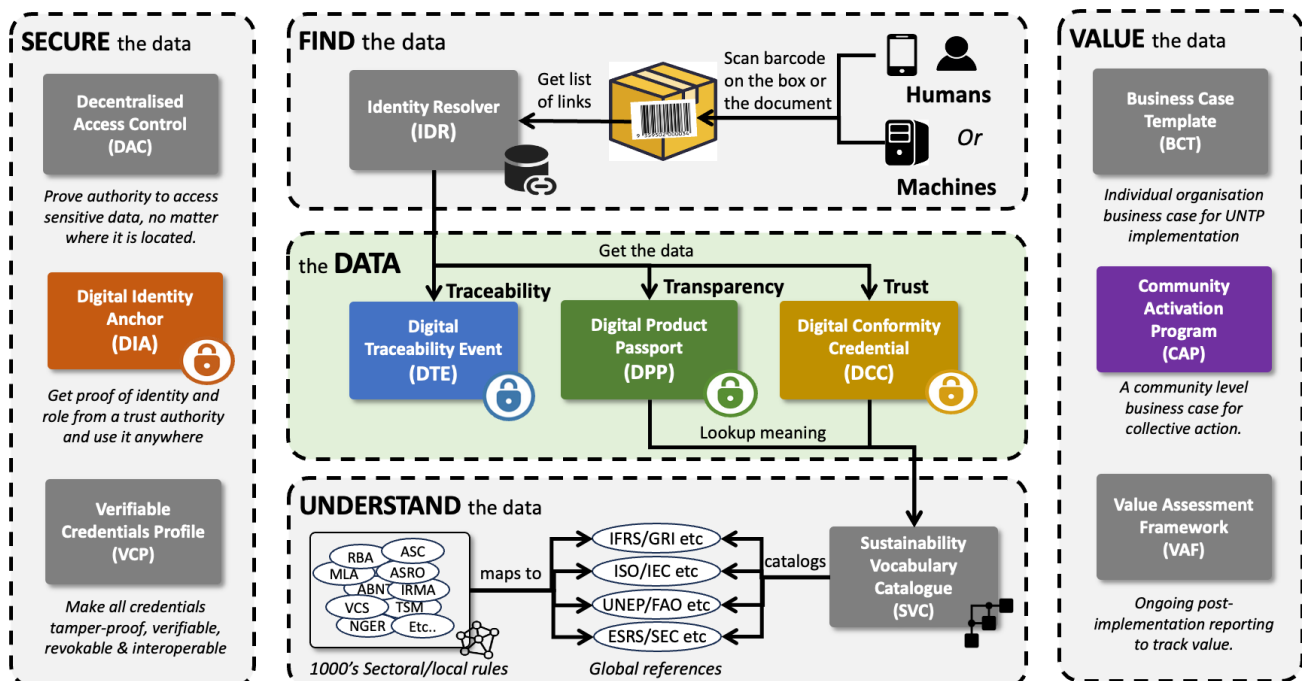 SECURE the data
Decentralised
Access Control
(DAC)
Prove authority to access
sensitive data, no matter
where it is located.
Digital Identity
Anchor
(DIA)
Get proof of identity and
role from a trust authority
and use it anywhere
Verifiable
Credentials Profile
(VCP)
Make all credentials
tamper-proof, verifiable,
revokable & interoperable
FIND the data
Identity Resolver
(IDR)
Get list
of links
Scan barcode
on the box or
the document
Humans
Or
Machines
the DATA
Get the data
Traceability
Transparency
Trust
Digital
Traceability Event
(DTE)
Digital Product
Passport
(DPP)
Digital Conformity
Credential
(DCC)
Lookup meaning
UNDERSTAND the data
RBA
ASC
MLA
ASRO
ABNT
IRMA
VCS
TSM
NGER
Etc..
1000's Sectoral/local rules
maps to
IFRS/GRI etc
ISO/IEC etc
UNEP/FAO etc
ESRS/SEC etc
Global references
catalogs
Sustainability
Vocabulary
Catalogue
(SVC)
VALUE the data
Business Case
Template
(BCT)
Individual organisation
business case for UNTP
implementation
Community
Activation
Program
(CAP)
A community level
business case for
collective action.
Value Assessment
Framework
(VAF)
Ongoing post-
implementation reporting
to track value.